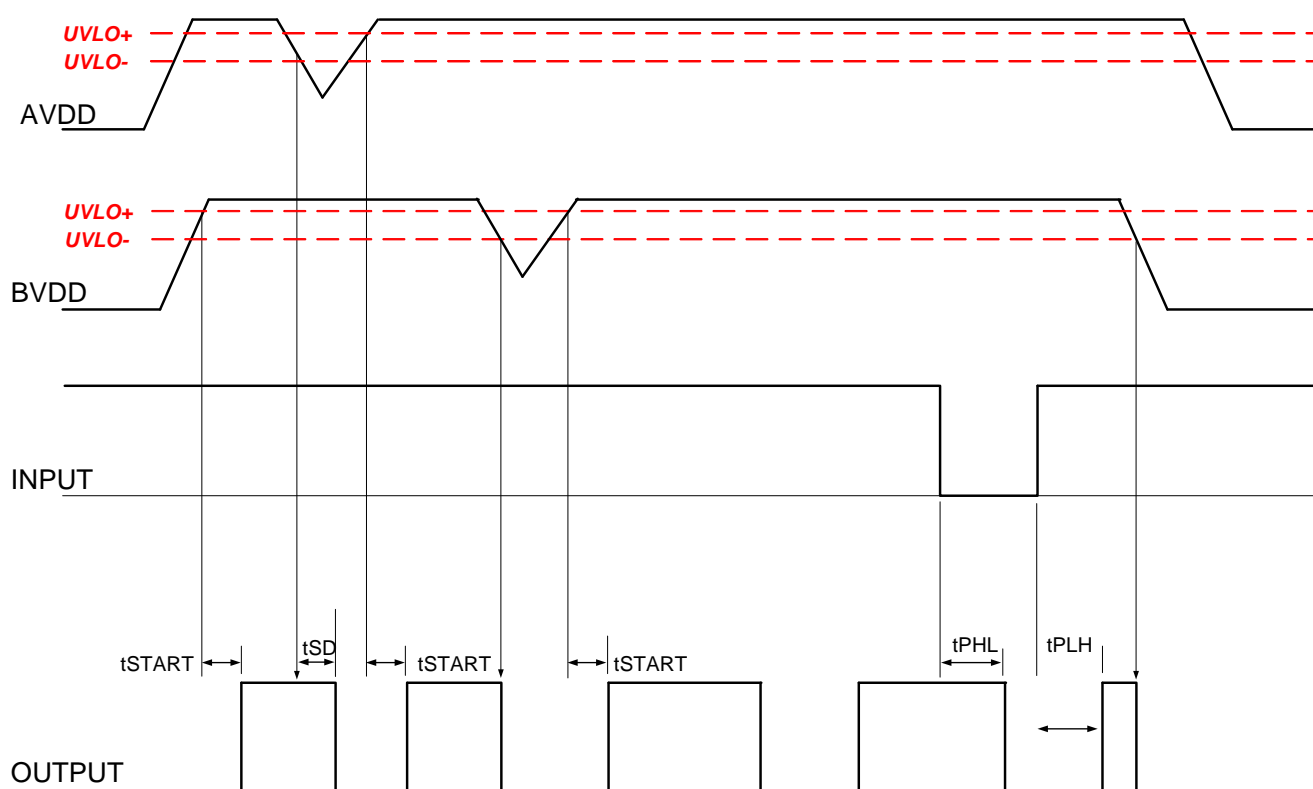 UVLO+
UVLO-
AVDD
UVLO+
UVLO-
BVDD
INPUT
tSTART
tSD
tSTART
tSTART
tPHL
tPLH
OUTPUT